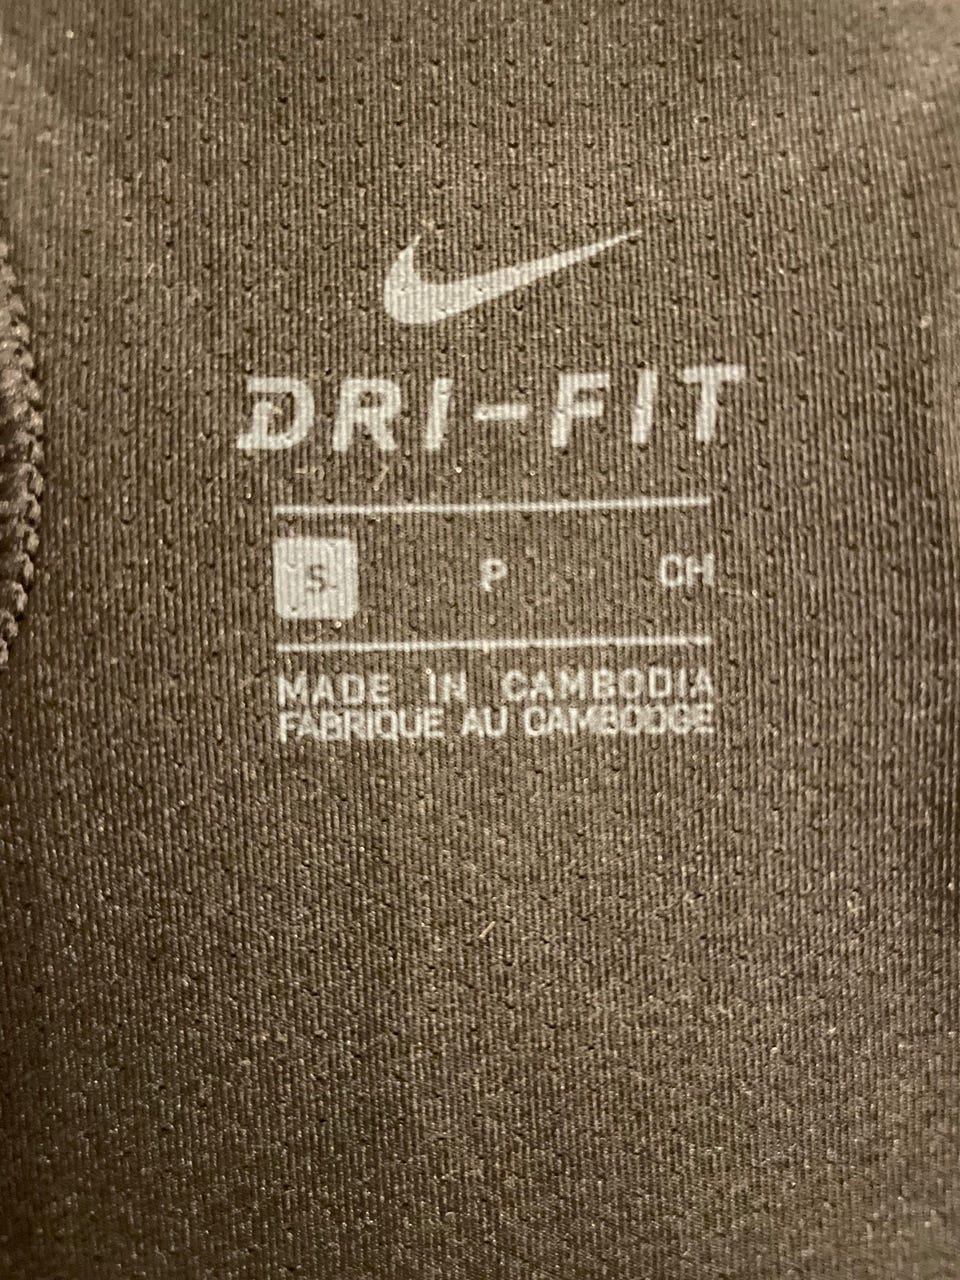 DRI-FIT
S P CH
MADE IN CAMBODIA
FABRIQUE AU CAMBODGE